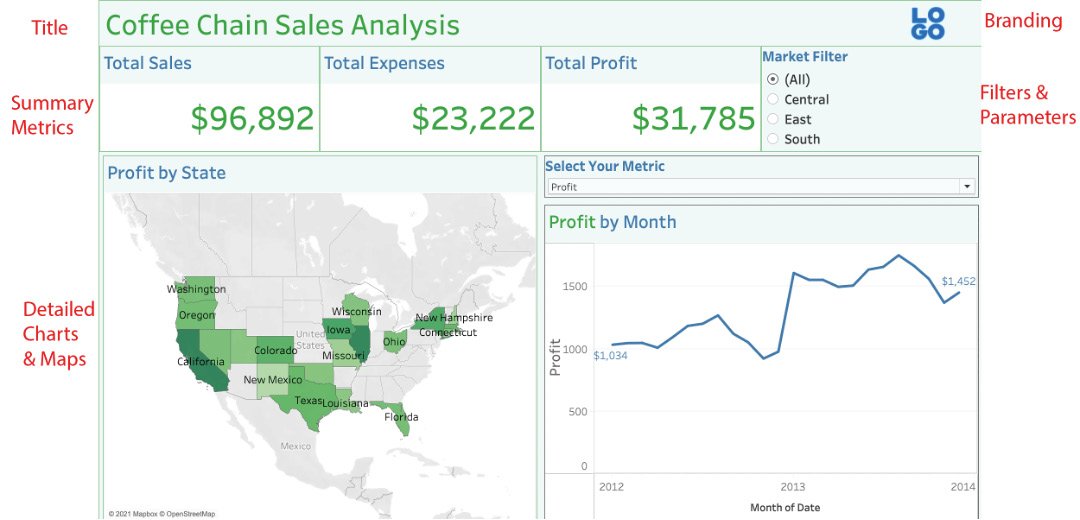 Title
Coffee Chain Sales Analysis
LO
GO
Branding
Total Sales
$96,892
Total Expenses
$23,222
Total Profit
$31,785
Market Filter
(All)
Central
East
South
Summary
Metrics
Filters &
Parameters
Profit by State
Washington
Oregon
California
Colorado
New Mexico
Texas
Louisiana
Florida
Missouri
Iowa
Wisconsin
Ohio
New Hampshire
Connecticut
United
States
Mexico
© 2021 Mapbox © OpenStreetMap
Detailed
Charts
& Maps
Select Your Metric
Profit
Profit by Month
Profit
1500
1000
500
0
$1,034
$1,452
2012
2013
2014
Month of Date